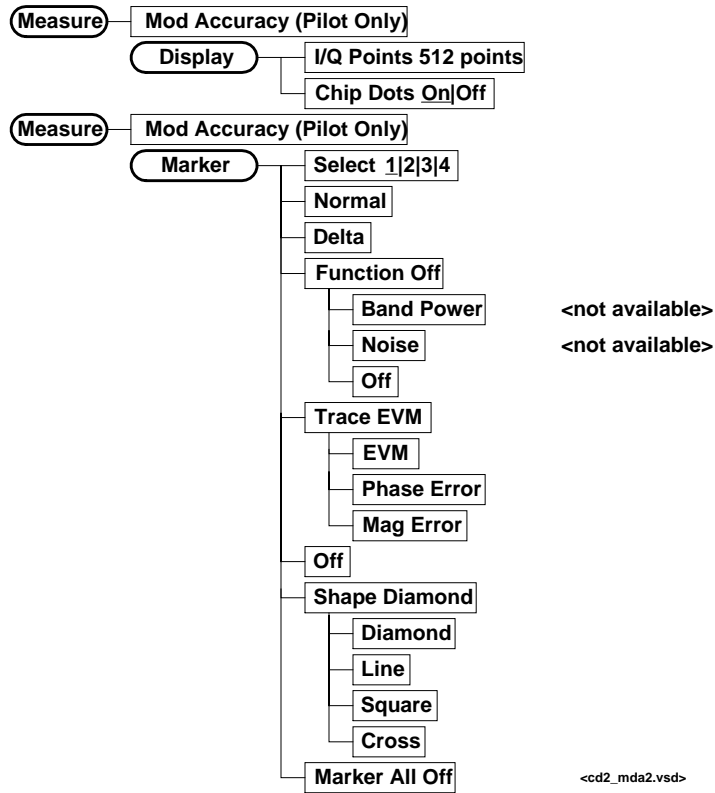 Measure Mod Accuracy (Pilot Only)
Display I/Q Points 512 points
Chip Dots On|Off
Measure Mod Accuracy (Pilot Only)
Marker Select 1|2|3|4
Normal
Delta
Function Off
Band Power <not available>
Noise <not available>
Off
Trace EVM
EVM
Phase Error
Mag Error
Off
Shape Diamond
Diamond
Line
Square
Cross
Marker All Off <cd2_mda2.vsd>